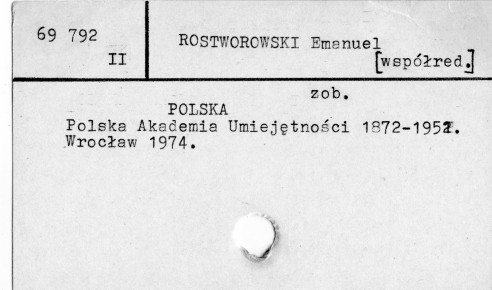 69 792
II
ROSTWOROWSKI Emanuel
[współred.]
zob.
POLSKA
Polska Akademia Umiejętności 1872-1952.
Wrocław 1974.